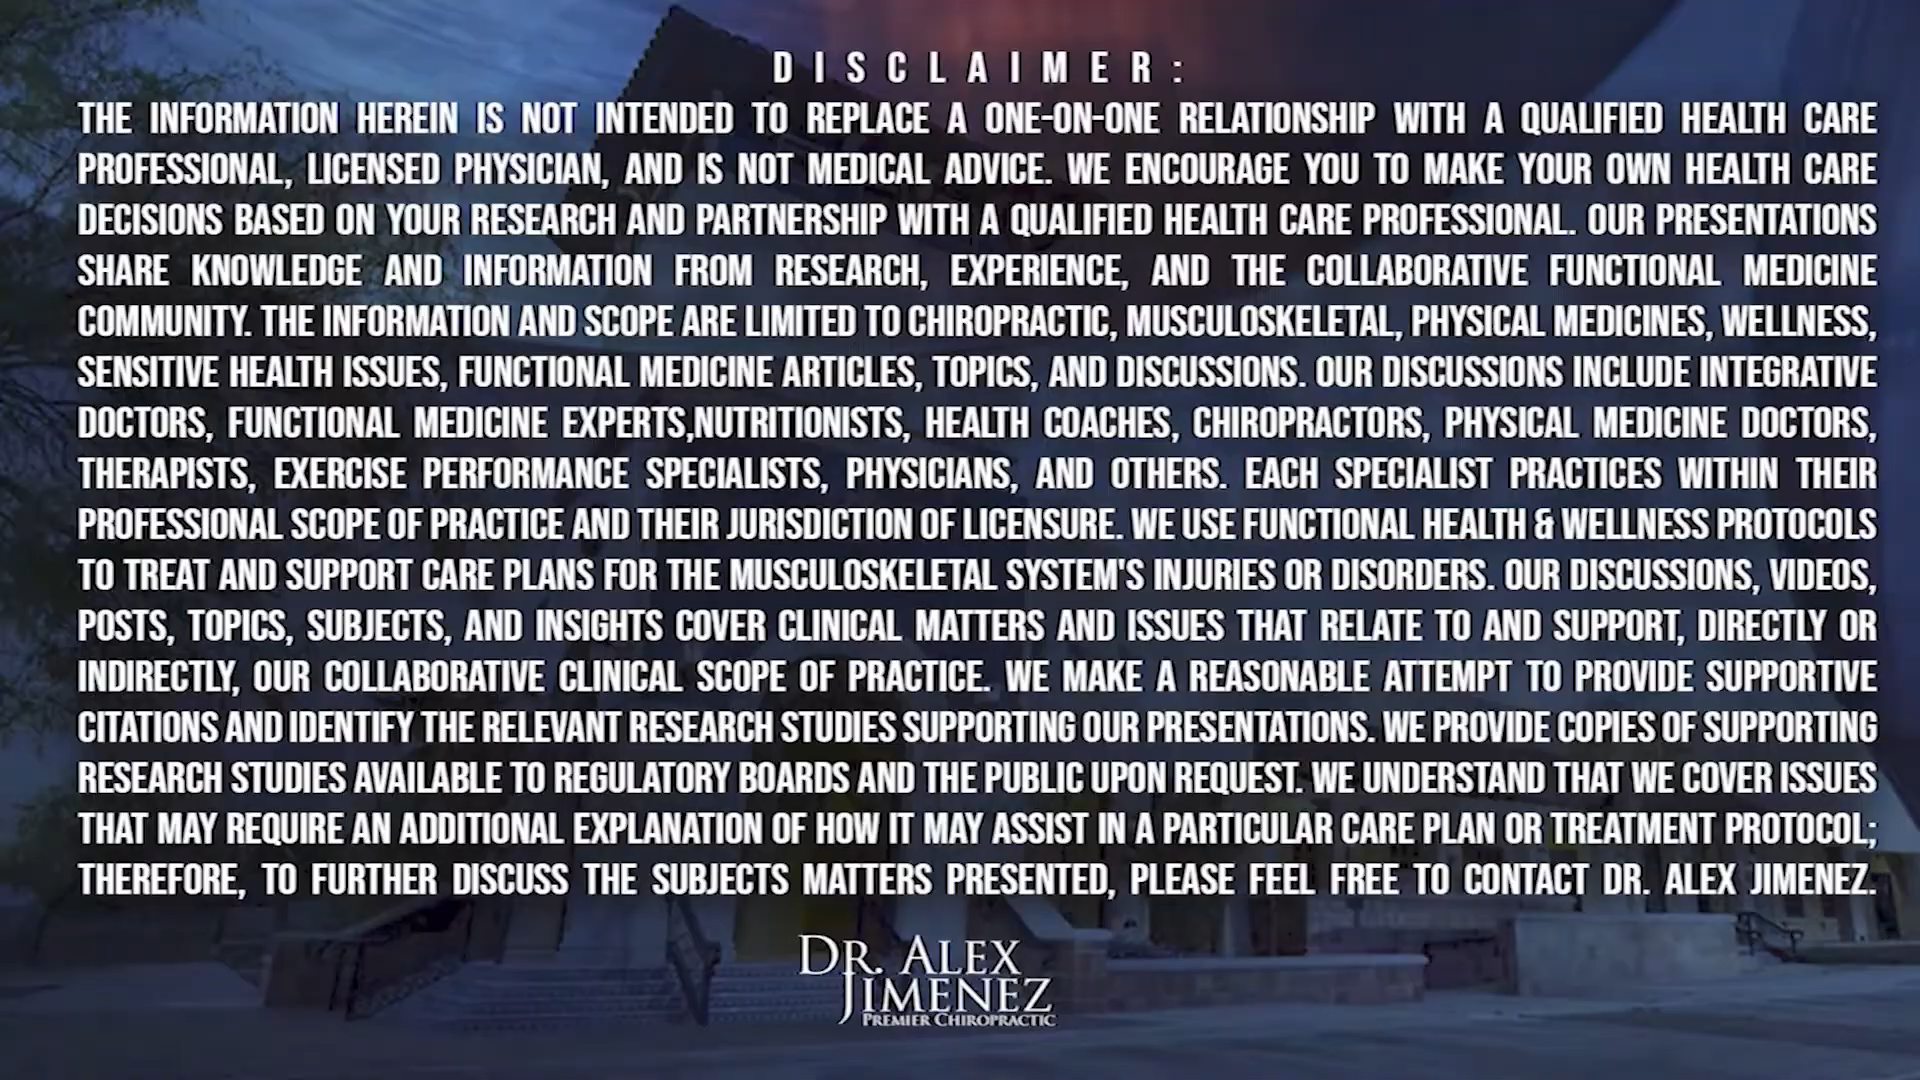 DISCLAIMER:
THE INFORMATION HEREIN IS NOT INTENDED TO REPLACE A ONE-ON-ONE RELATIONSHIP WITH A QUALIFIED HEALTH CARE
PROFESSIONAL, LICENSED PHYSICIAN, AND IS NOT MEDICAL ADVICE. WE ENCOURAGE YOU TO MAKE YOUR OWN HEALTH CARE
DECISIONS BASED ON YOUR RESEARCH AND PARTNERSHIP WITH A QUALIFIED HEALTH CARE PROFESSIONAL. OUR PRESENTATIONS
SHARE KNOWLEDGE AND INFORMATION FROM RESEARCH, EXPERIENCE, AND THE COLLABORATIVE FUNCTIONAL MEDICINE
COMMUNITY. THE INFORMATION AND SCOPE ARE LIMITED TO CHIROPRACTIC, MUSCULOSKELETAL, PHYSICAL MEDICINES, WELLNESS,
SENSITIVE HEALTH ISSUES, FUNCTIONAL MEDICINE ARTICLES, TOPICS, AND DISCUSSIONS. OUR DISCUSSIONS INCLUDE INTEGRATIVE
DOCTORS, FUNCTIONAL MEDICINE EXPERTS,NUTRITIONISTS, HEALTH COACHES, CHIROPRACTORS, PHYSICAL MEDICINE DOCTORS,
THERAPISTS, EXERCISE PERFORMANCE SPECIALISTS, PHYSICIANS, AND OTHERS. EACH SPECIALIST PRACTICES WITHIN THEIR
PROFESSIONAL SCOPE OF PRACTICE AND THEIR JURISDICTION OF LICENSURE. WE USE FUNCTIONAL HEALTH & WELLNESS PROTOCOLS
TO TREAT AND SUPPORT CARE PLANS FOR THE MUSCULOSKELETAL SYSTEM'S INJURIES OR DISORDERS. OUR DISCUSSIONS, VIDEOS,
POSTS, TOPICS, SUBJECTS, AND INSIGHTS COVER CLINICAL MATTERS AND ISSUES THAT RELATE TO AND SUPPORT, DIRECTLY OR
INDIRECTLY, OUR COLLABORATIVE CLINICAL SCOPE OF PRACTICE. WE MAKE A REASONABLE ATTEMPT TO PROVIDE SUPPORTIVE
CITATIONS AND IDENTIFY THE RELEVANT RESEARCH STUDIES SUPPORTING OUR PRESENTATIONS. WE PROVIDE COPIES OF SUPPORTING
RESEARCH STUDIES AVAILABLE TO REGULATORY BOARDS AND THE PUBLIC UPON REQUEST. WE UNDERSTAND THAT WE COVER ISSUES
THAT MAY REQUIRE AN ADDITIONAL EXPLANATION OF HOW IT MAY ASSIST IN A PARTICULAR CARE PLAN OR TREATMENT PROTOCOL;
THEREFORE, TO FURTHER DISCUSS THE SUBJECTS MATTERS PRESENTED, PLEASE FEEL FREE TO CONTACT DR. ALEX JIMENEZ.
DR. ALEX
JIMENEZ
PREMIER CHIROPRACTIC